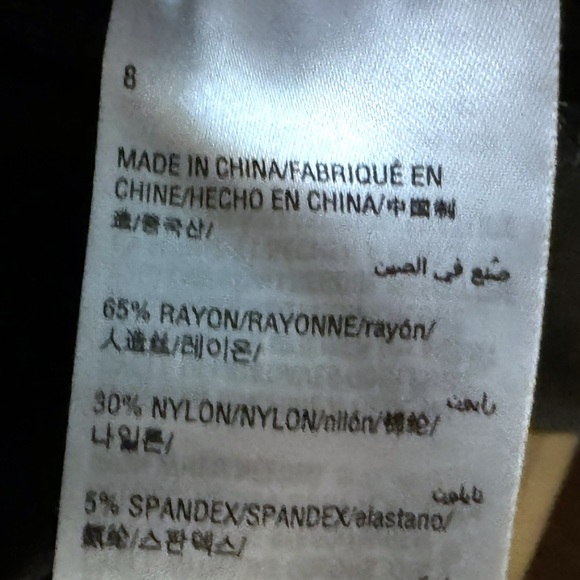 8
MADE IN CHINA/FABRIQUÉ EN
CHINE/HECHO EN CHINA/中国制
造/중국산/
صنع في الصين
65% RAYON/RAYONNE/rayón/
人造丝/레이온/
رايون
30% NYLON/NYLON/nilón/锦纶/
나일론/
5% SPANDEX/SPANDEX/elastano/
氨纶/스판덱스/